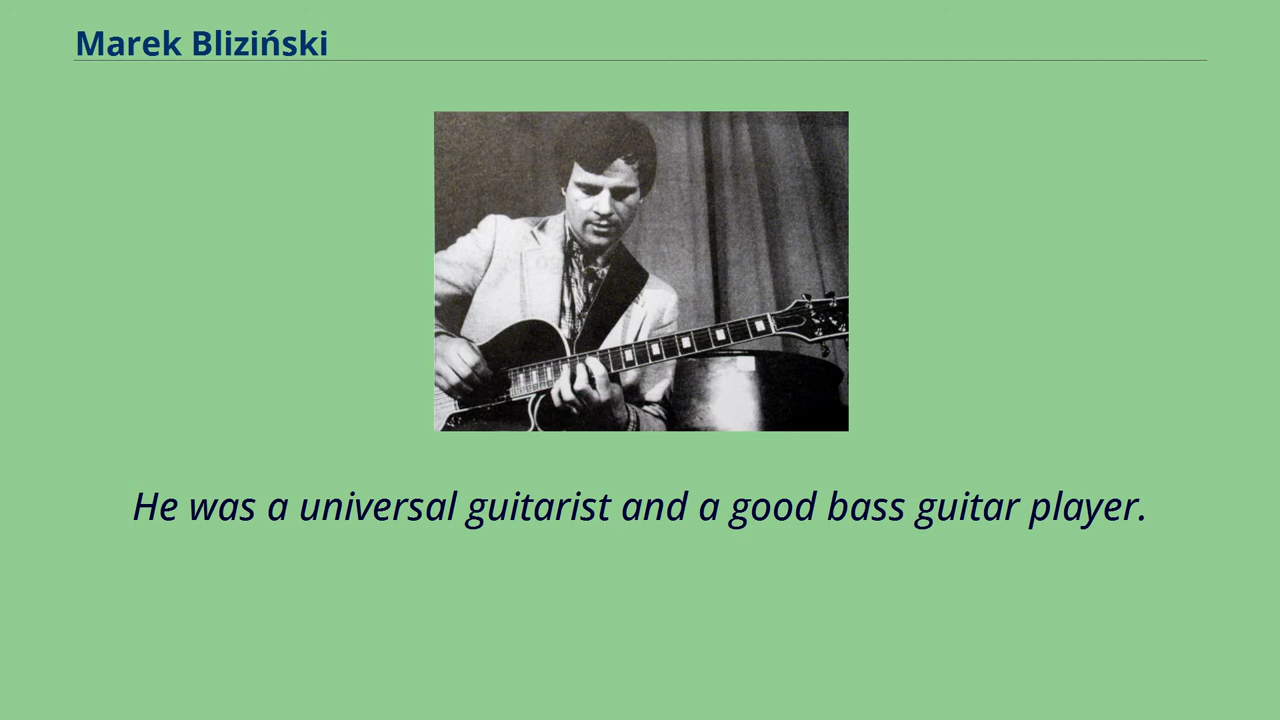 Marek Bliziński
He was a universal guitarist and a good bass guitar player.